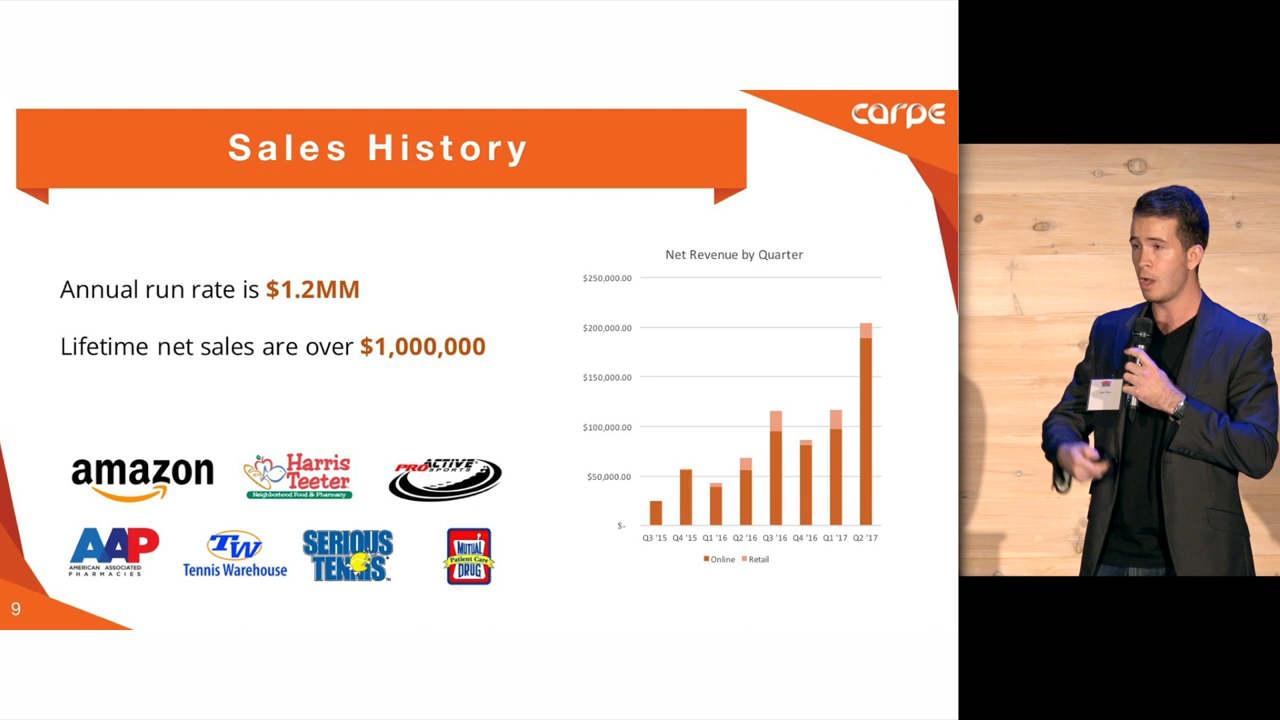 carpe
Sales History
Annual run rate is $1.2MM
Lifetime net sales are over $1,000,000
amazon
Harris
Teeter
Neighborhood Food & Pharmacy
PROACTIVE
SPORTS
AAP
AMERICAN ASSOCIATED
PHARMACIES
TW
Tennis Warehouse
SERIOUS
TENNIS
MUTUAL
Patient Care
DRUG
9
Net Revenue by Quarter
$250,000.00
$200,000.00
$150,000.00
$100,000.00
$50,000.00
$-
Q3 '15 Q4 '15 Q1 '16 Q2 '16 Q3 '16 Q4 '16 Q1 '17 Q2 '17
Online Retail